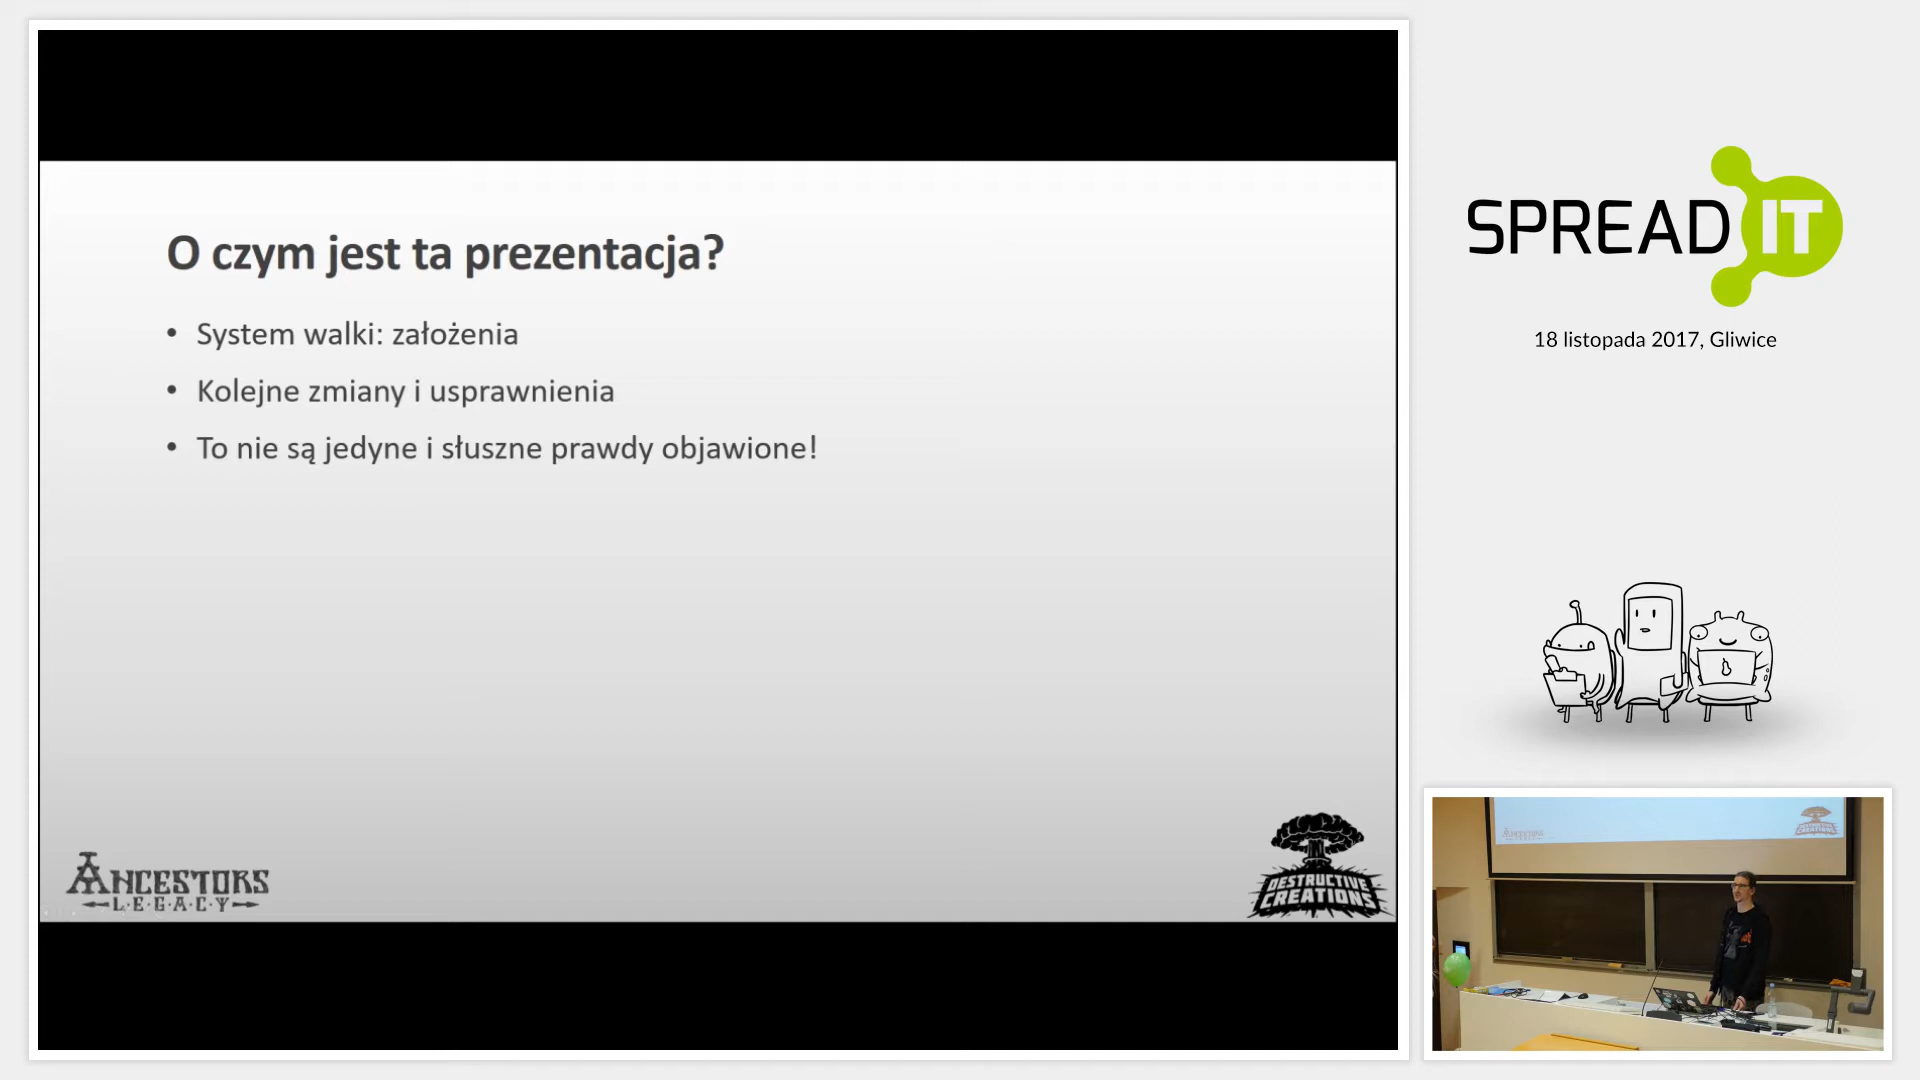 O czym jest ta prezentacja?
• System walki: założenia
• Kolejne zmiany i usprawnienia
• To nie są jedyne i słuszne prawdy objawione!
ANCESTORS
LEGACY
DESTRUCTIVE
CREATIONS
SPREAD IT
18 listopada 2017, Gliwice